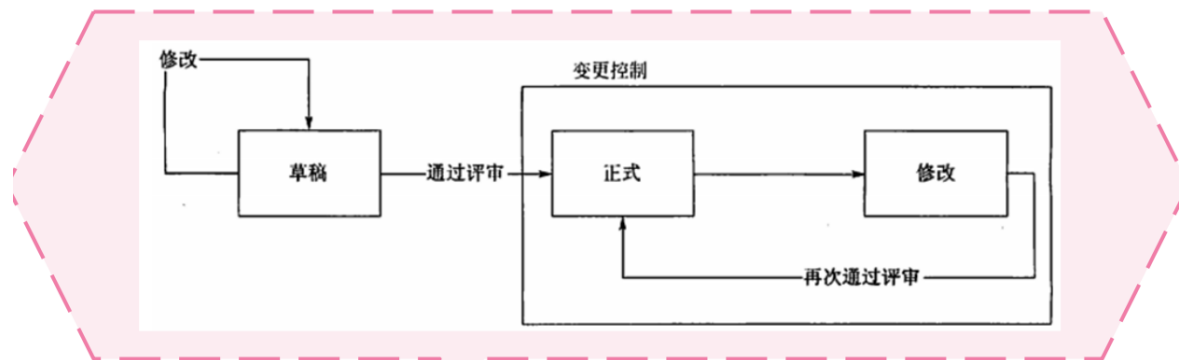 修改
变更控制
草稿
通过评审
正式
修改
再次通过评审